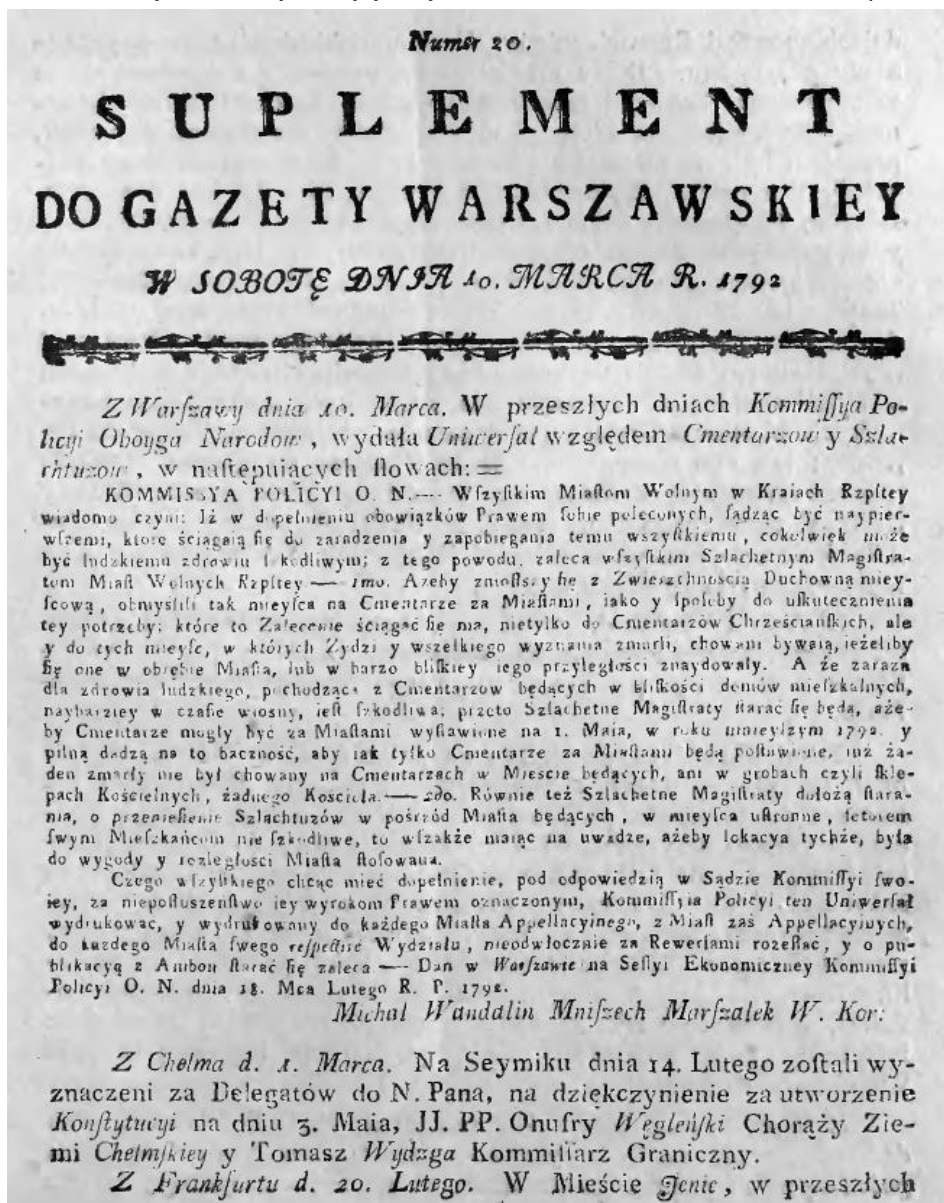 Numer 20.
SUPLEMENT
DO GAZETY WARSZAWSKIEY
W SOBOTĘ DNIA 10. MARCA R. 1792
Z Warſzawy dnia 10. Marca. W przeszłych dniach Kommiſſya Po-
licyi Oboyga Narodow, wydała Uniwerſał względem Cmentarzow y Szla-
chtuzow, w naſtępuiących ſłowach: =
KOMMISSYA POLICYI O. N.—— Wſzyſtkim Miaſtom Wolnym w Kraiach Rzpltey
wiadomo czyni: Iż w dopełnieniu obowiązków Prawem ſobie poleconych, ſądząc być naypier-
wſzemi, ktore ściągaią ſię do zaradzenia y zapobiegania temu wszyſtkiemu, cokolwiek może
być ludzkiemu zdrowiu ſzkodliwym; z tego powodu zaleca wſzyſtkim Szlachetnym Magiſtra-
tom Miaſt Wolnych Rzpltey —— 1mo. Ażeby znioſłszy ſię z Zwierzchnością Duchowną miey-
ſcową, obmyślili tak mieyſca na Cmentarze za Miaſtami, iako y ſpoſoby do uſkutecznienia
tey potrzeby; które to Zalecenie ściągać ſię ma, nietylko do Cmentarzów Chrześciańſkich, ale
y do tych mieyſc, w których Żydzi y wszelkiego wyznania zmarli, chowani bywaią, ieżeliby
ſię one w obrębie Miaſta, lub w barzo bliſkiey iego przyległości znaydowały. A że zaraza
dla zdrowia ludzkiego, pochodząca z Cmentarzow będących w bliſkości domów mieſzkalnych,
naybarziey w czaſie wiosny, ieſt ſzkodliwa; przeto Szlachetne Magiſtraty ſtarać ſię będą, aże-
by Cmentarze mogły być za Miaſtami wyſtawione na 1. Maia, w roku ninieyſzym 1792. y
pilną dadzą na to baczność, aby iak tylko Cmentarze za Miaſtami będą poſtawione, iuż ża-
den zmarły nie był chowany na Cmentarzach w Mieście będących, ani w grobach czyli ſkle-
pach Kościelnych, żadnego Kościoła.—— 2do. Równie też Szlachetne Magiſtraty dołożą ſtara-
nia, o przenieſienie Szlachtuzów w pośrzód Miaſta będących, w mieyſca uſtronne, ſetorem
ſwym Mieſzkańcom nie ſzkodliwe, to wſzakże maiąc na uwadze, ażeby lokacya tychże, była
do wygody y rozległości Miaſta ſtoſowana.
Czego wſzyſtkiego chcąc mieć dopełnienie, pod odpowiedzią w Sądzie Kommiſſyi ſwo-
iey, za niepoſłuszeńſtwo iey wyrokom Prawem oznaczonym, Kommiſſyia Policyi ten Uniwerſał
wydrukować, y wydrukowany do każdego Miaſta Appellacyinego, z Miaſt zaś Appellacyinych,
do każdego Miaſta ſwego reſpective Wydziału, nieodwłocznie za Rewerſami rozeſłać, y o pu-
blikacyą z Ambon ſtarać ſię zaleca.—— Dan w Warſzawie na Seſſyi Ekonomiczney Kommiſſyi
Policyi O. N. dnia 18. Mca Lutego R. P. 1792.
Michał Wandalin Mniſzech Marſzałek W. Kor:
Z Chełma d. 1. Marca. Na Seymiku dnia 14. Lutego zoſtali wy-
znaczeni za Delegatów do N. Pana, na dziękczynienie za utworzenie
Konſtytucyi na dniu 3. Maia, JJ. PP. Onufry Węgleńſki Chorąży Zie-
mi Chełmſkiey y Tomasz Wydzga Kommiſſarz Graniczny.
Z Frankfurtu d. 20. Lutego. W Mieście Jenie, w przeszłych